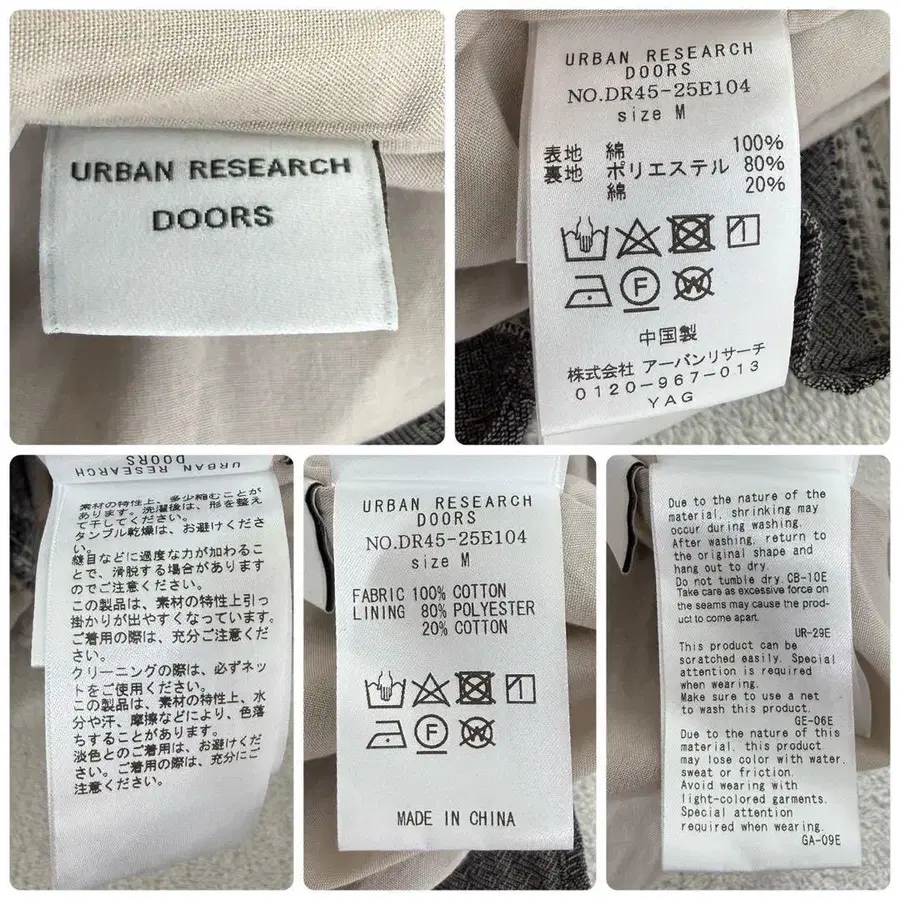 URBAN RESEARCH
DOORS
URBAN RESEARCH
DOORS
NO.DR45-25E104
size M
表地 綿 100%
裏地 ポリエステル 80%
綿 20%
F
W
中国製
株式会社 アーバンリサーチ
0120-967-013
YAG
URBAN RESEARCH
DOORS
素材の特性上、多少縮むことが
あります。洗濯後は、形を整え
て干してください。
タンブル乾燥は、お避けくださ
い。
縫目などに過度な力が加わるこ
とで、滑脱する場合があります
のでご注意ください。
この製品は、素材の特性上引っ
掛かりが出やすくなっています。
ご着用の際は、充分ご注意くだ
さい。
クリーニングの際は、必ずネッ
トをご使用ください。
この製品は、素材の特性上、水
分や汗、摩擦などにより、色落
ちすることがあります。
淡色とのご着用は、お避けくだ
さい。ご着用の際は、充分にご
注意ください。
URBAN RESEARCH
DOORS
NO.DR45-25E104
size M
FABRIC 100% COTTON
LINING 80% POLYESTER
20% COTTON
F
W
MADE IN CHINA
Due to the nature of the
material, shrinking may
occur during washing.
After washing, return to
the original shape and
hang out to dry.
Do not tumble dry. CB-10E
Take care as excessive force on
the seams may cause the prod-
uct to come apart.
UR-29E
This product can be
scratched easily. Special
attention is required
when wearing.
Make sure to use a net
to wash this product.
GE-06E
Due to the nature of this
material, this product
may lose color with water,
sweat or friction.
Avoid wearing with
light-colored garments.
Special attention
required when wearing.
GA-09E